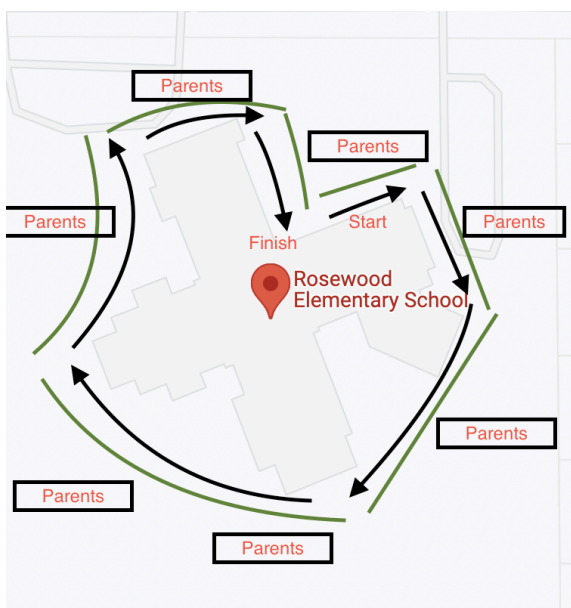 Parents
Parents
Parents
Parents
Start
Finish
Rosewood
Elementary School
Parents
Parents
Parents